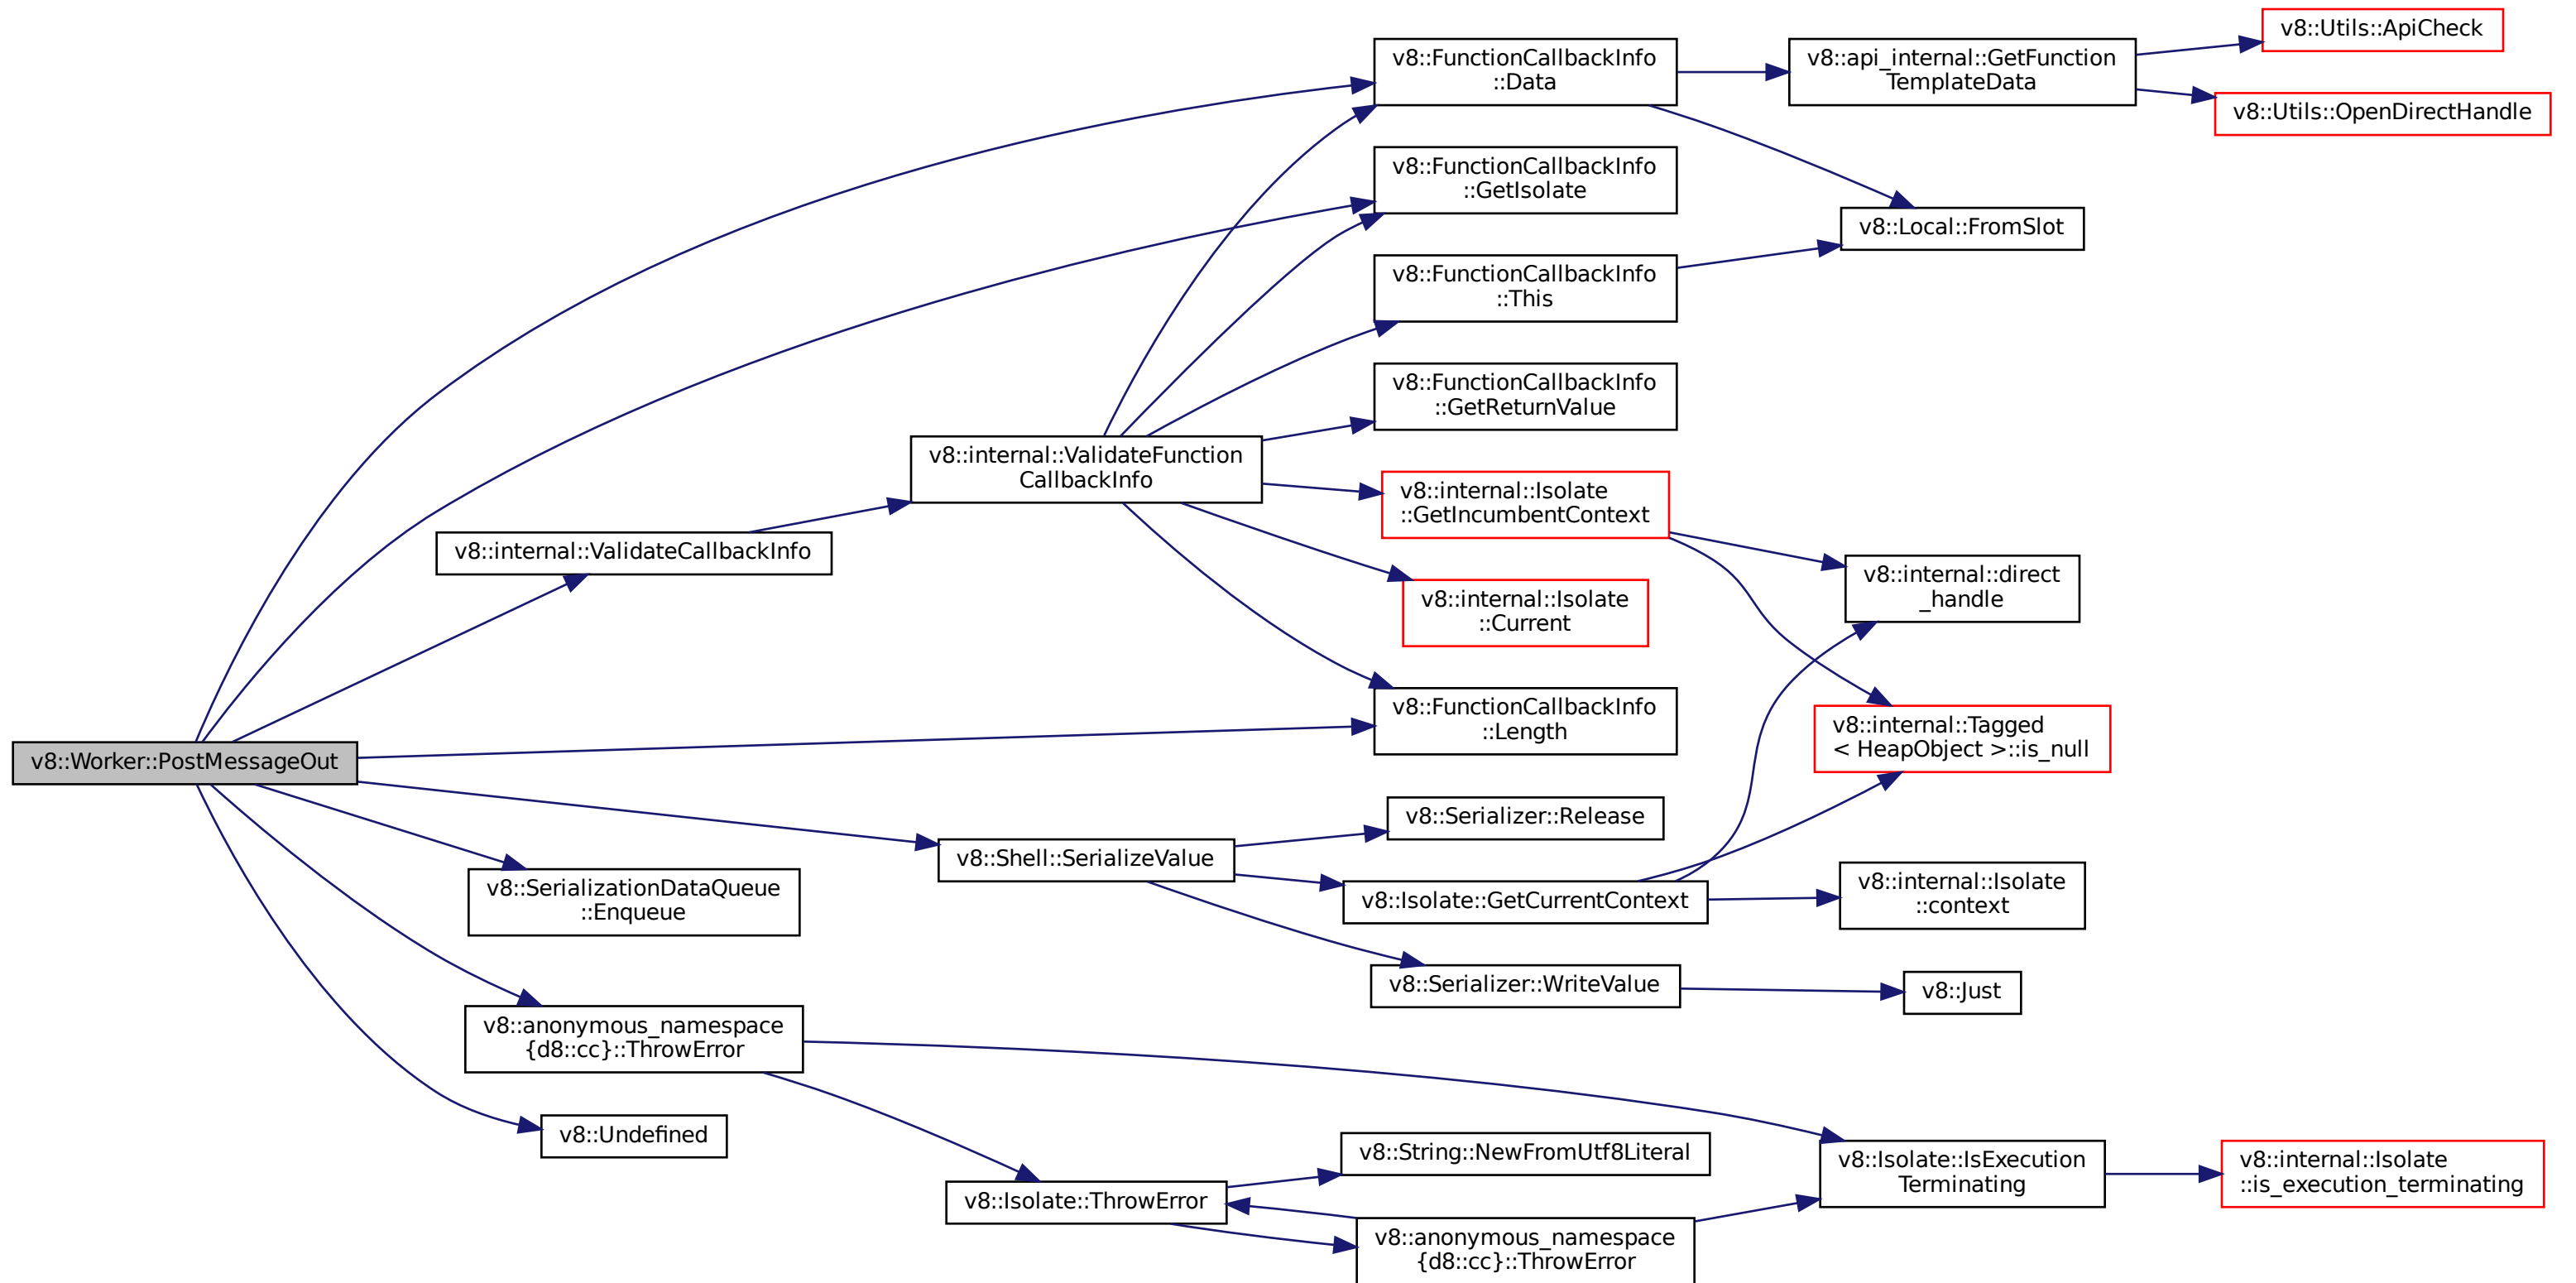 v8::Worker::PostMessageOut
v8::internal::ValidateCallbackInfo
v8::SerializationDataQueue
::Enqueue
v8::anonymous_namespace
{d8::cc}::ThrowError
v8::Undefined
v8::internal::ValidateFunction
CallbackInfo
v8::Shell::SerializeValue
v8::Isolate::ThrowError
v8::FunctionCallbackInfo
::Data
v8::FunctionCallbackInfo
::GetIsolate
v8::FunctionCallbackInfo
::This
v8::FunctionCallbackInfo
::GetReturnValue
v8::internal::Isolate
::GetIncumbentContext
v8::internal::Isolate
::Current
v8::FunctionCallbackInfo
::Length
v8::Serializer::Release
v8::Isolate::GetCurrentContext
v8::Serializer::WriteValue
v8::String::NewFromUtf8Literal
v8::anonymous_namespace
{d8::cc}::ThrowError
v8::api_internal::GetFunction
TemplateData
v8::Local::FromSlot
v8::internal::direct
_handle
v8::internal::Tagged
< HeapObject >::is_null
v8::internal::Isolate
::context
v8::Just
v8::Isolate::IsExecution
Terminating
v8::Utils::ApiCheck
v8::Utils::OpenDirectHandle
v8::internal::Isolate
::is_execution_terminating